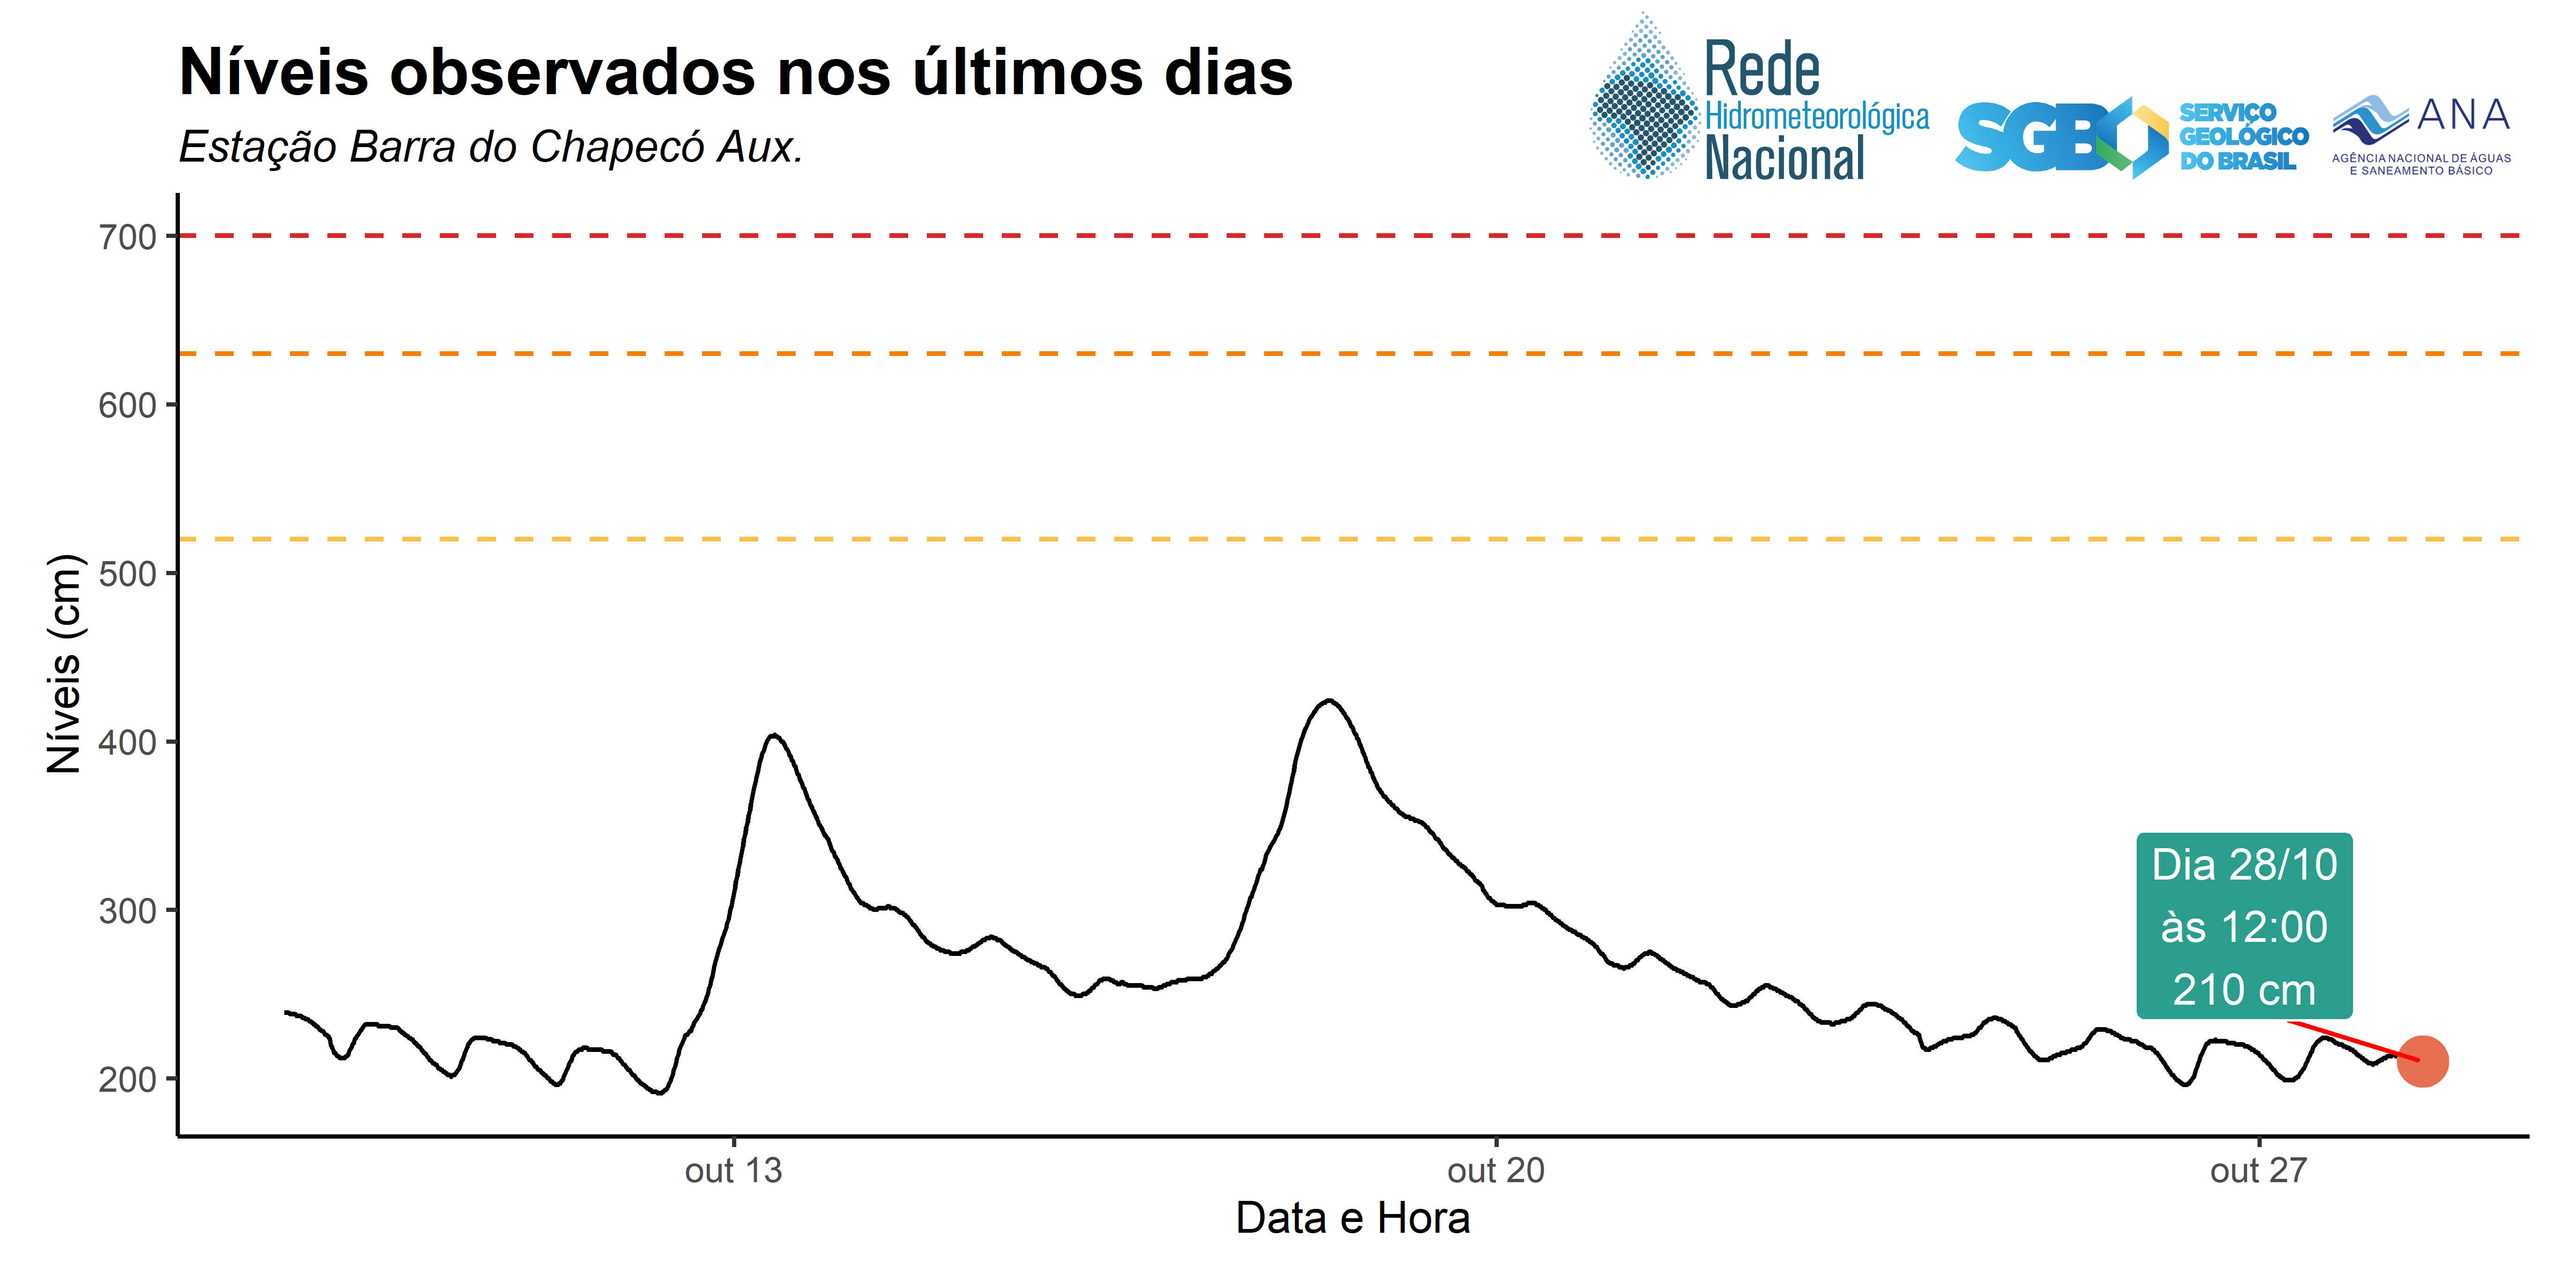 Níveis observados nos últimos dias
Estação Barra do Chapecó Aux.
Rede
Hidrometeorológica
Nacional
SGB
SERVIÇO
GEOLÓGICO
DO BRASIL
ANA
AGÊNCIA NACIONAL DE ÁGUAS
E SANEAMENTO BÁSICO
Níveis (cm)
700
600
500
400
300
200
Dia 28/10
às 12:00
210 cm
out 13
out 20
out 27
Data e Hora